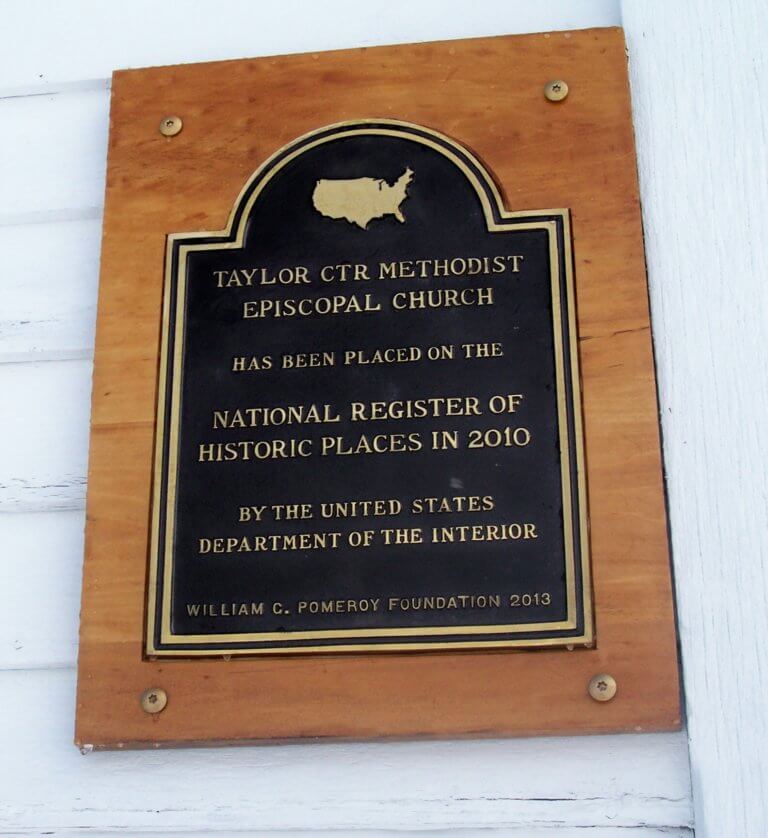 TAYLOR CTR METHODIST
EPISCOPAL CHURCH
HAS BEEN PLACED ON THE
NATIONAL REGISTER OF
HISTORIC PLACES IN 2010
BY THE UNITED STATES
DEPARTMENT OF THE INTERIOR
WILLIAM G. POMEROY FOUNDATION 2013